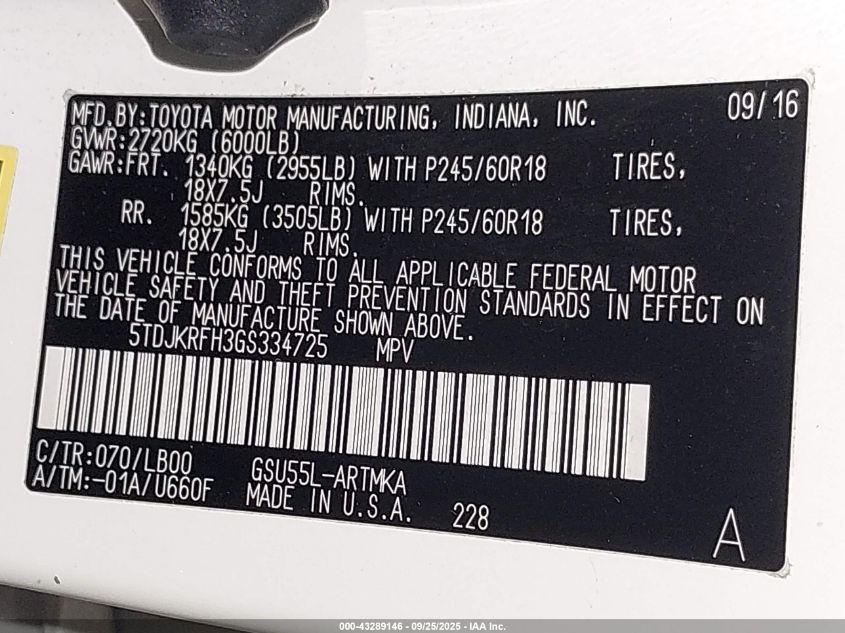 MFD.BY:TOYOTA MOTOR MANUFACTURING, INDIANA, INC. 09/16
GVWR:2720KG (6000LB)
GAWR:FRT. 1340KG (2955LB) WITH P245/60R18 TIRES,
18X7.5J RIMS.
RR. 1585KG (3505LB) WITH P245/60R18 TIRES,
18X7.5J RIMS.
THIS VEHICLE CONFORMS TO ALL APPLICABLE FEDERAL MOTOR
VEHICLE SAFETY AND THEFT PREVENTION STANDARDS IN EFFECT ON
THE DATE OF MANUFACTURE SHOWN ABOVE.
5TDJKRFH3GS334725 MPV
C/TR:070/LB00 GSU55L-ARTMKA
A/TM:-01A/U660F MADE IN U.S.A. 228
A
000-43289146 - 09/25/2025 - IAA Inc.